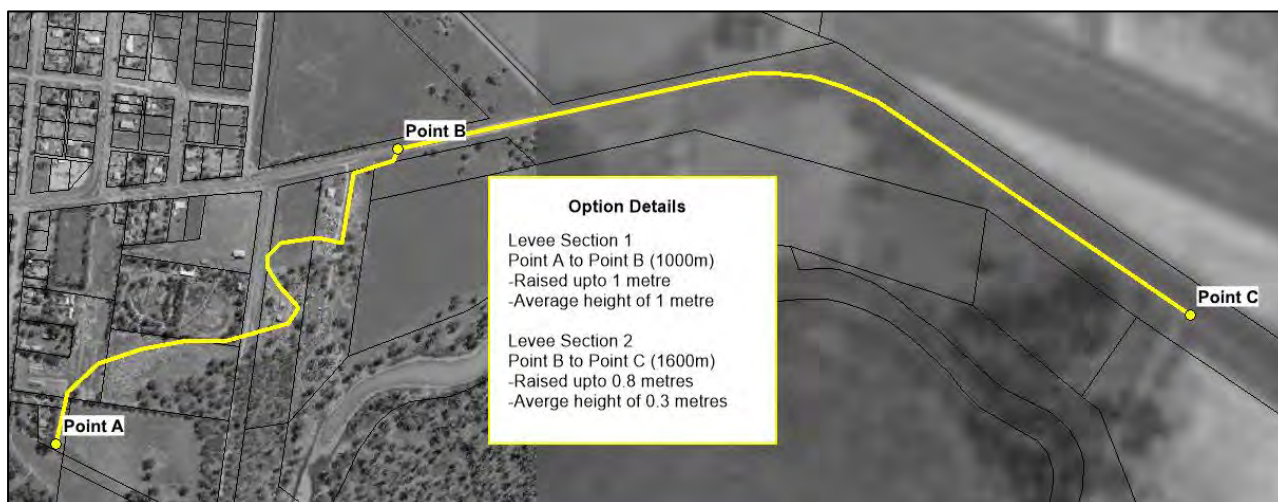 Point B
Option Details
Levee Section 1
Point A to Point B (1000m)
-Raised upto 1 metre
-Average height of 1 metre
Levee Section 2
Point B to Point C (1600m)
-Raised upto 0.8 metres
-Averge height of 0.3 metres
Point C
Point A